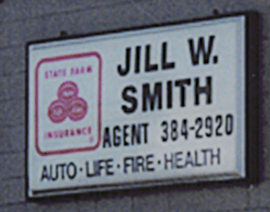 STATE FARM
INSURANCE
JILL W.
SMITH
AGENT 384-2920
AUTO · LIFE · FIRE · HEALTH